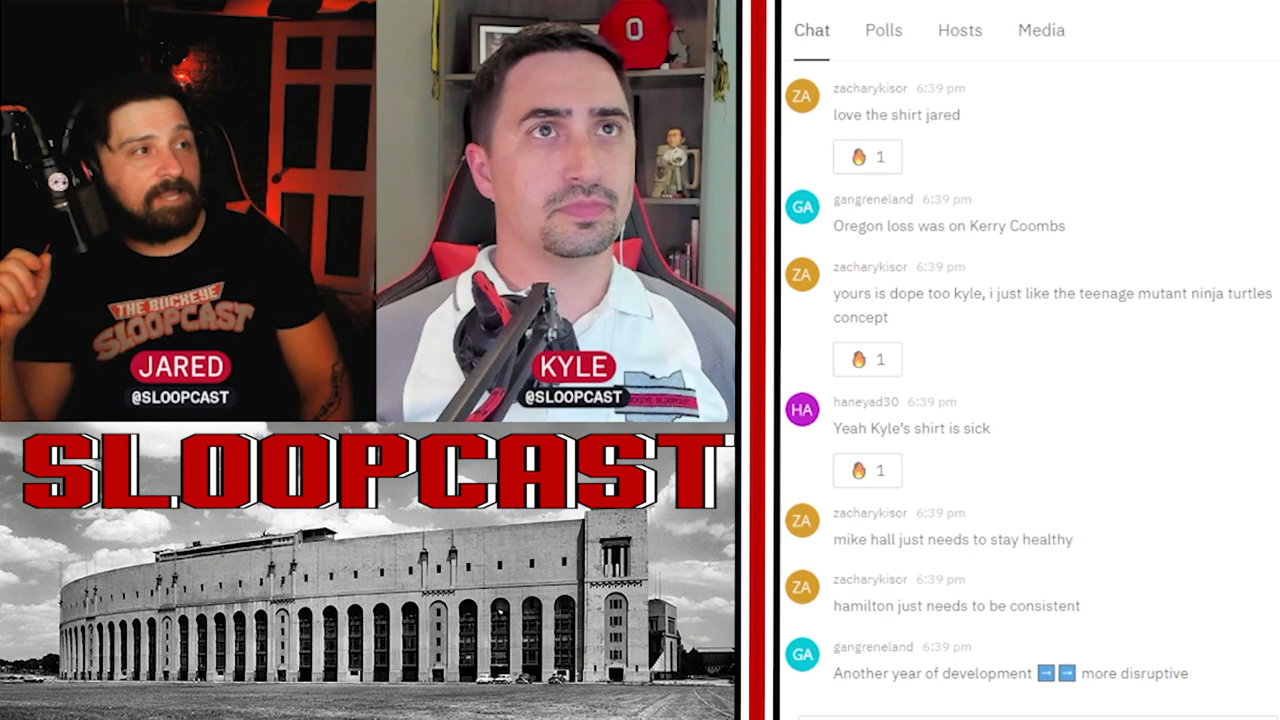 O
THE BUCKEYE
SLOOPCAST
JARED
@SLOOPCAST
KYLE
@SLOOPCAST
SLOOPCAST
Chat Polls Hosts Media
ZA zacharykisor 6:39 pm
love the shirt jared
🔥 1
GA gangreneland 6:39 pm
Oregon loss was on Kerry Coombs
ZA zacharykisor 6:39 pm
yours is dope too kyle, i just like the teenage mutant ninja turtles
concept
🔥 1
HA haneyad30 6:39 pm
Yeah Kyle's shirt is sick
🔥 1
ZA zacharykisor 6:39 pm
mike hall just needs to stay healthy
ZA zacharykisor 6:39 pm
hamilton just needs to be consistent
GA gangreneland 6:39 pm
Another year of development ➡️➡️ more disruptive